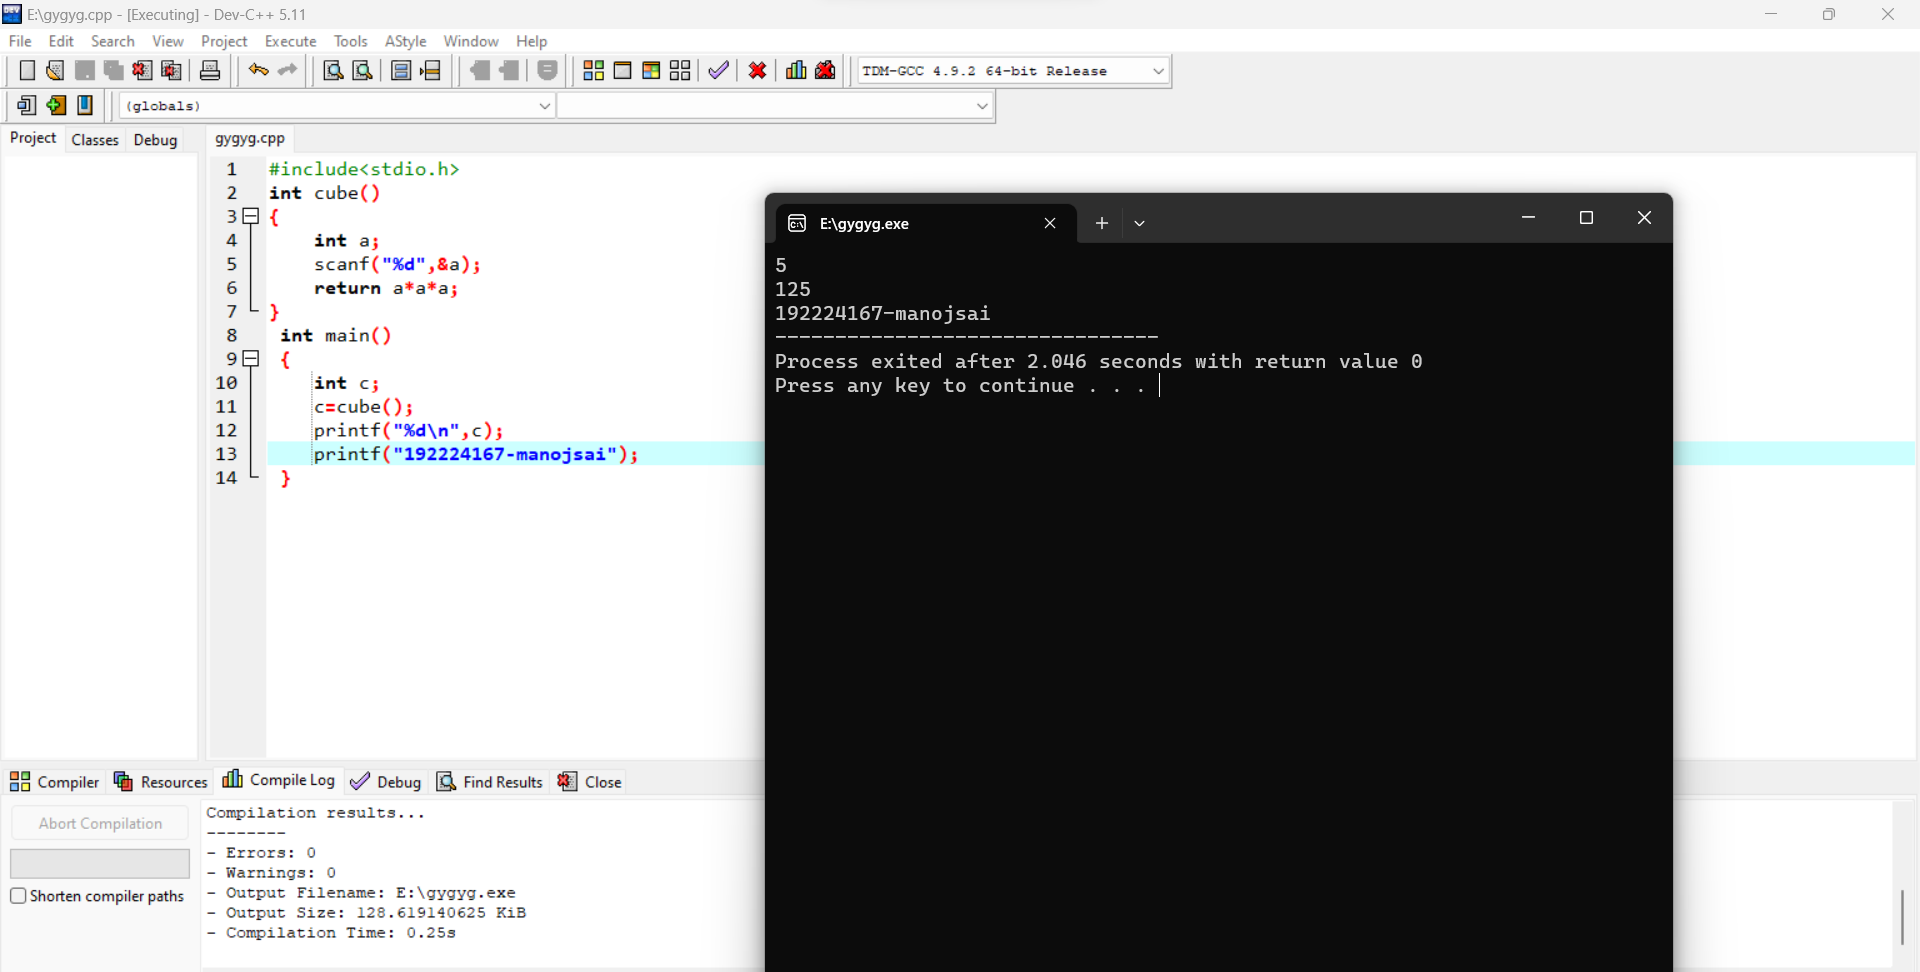 E:\gygyg.cpp - [Executing] - Dev-C++ 5.11
File Edit Search View Project Execute Tools AStyle Window Help
TDM-GCC 4.9.2 64-bit Release
(globals)
Project Classes Debug
gygyg.cpp
1 #include<stdio.h>
2 int cube()
3 {
4 int a;
5 scanf("%d",&a);
6 return a*a*a;
7 }
8 int main()
9 {
10 int c;
11 c=cube();
12 printf("%d\n",c);
13 printf("192224167-manojsai");
14 }
E:\gygyg.exe
5
125
192224167-manojsai
--------------------------------
Process exited after 2.046 seconds with return value 0
Press any key to continue . . .
Compiler Resources Compile Log Debug Find Results Close
Abort Compilation
Shorten compiler paths
Compilation results...
--------
- Errors: 0
- Warnings: 0
- Output Filename: E:\gygyg.exe
- Output Size: 128.619140625 KiB
- Compilation Time: 0.25s